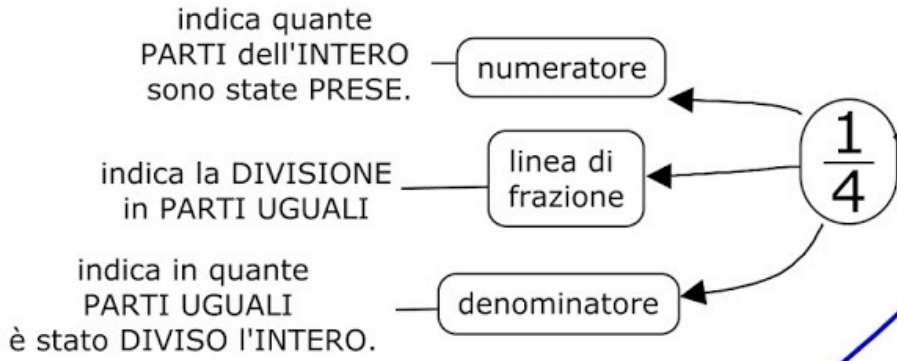 indica quante
PARTI dell'INTERO
sono state PRESE.
numeratore
indica la DIVISIONE
in PARTI UGUALI
linea di
frazione
1
4
indica in quante
PARTI UGUALI
è stato DIVISO l'INTERO.
denominatore